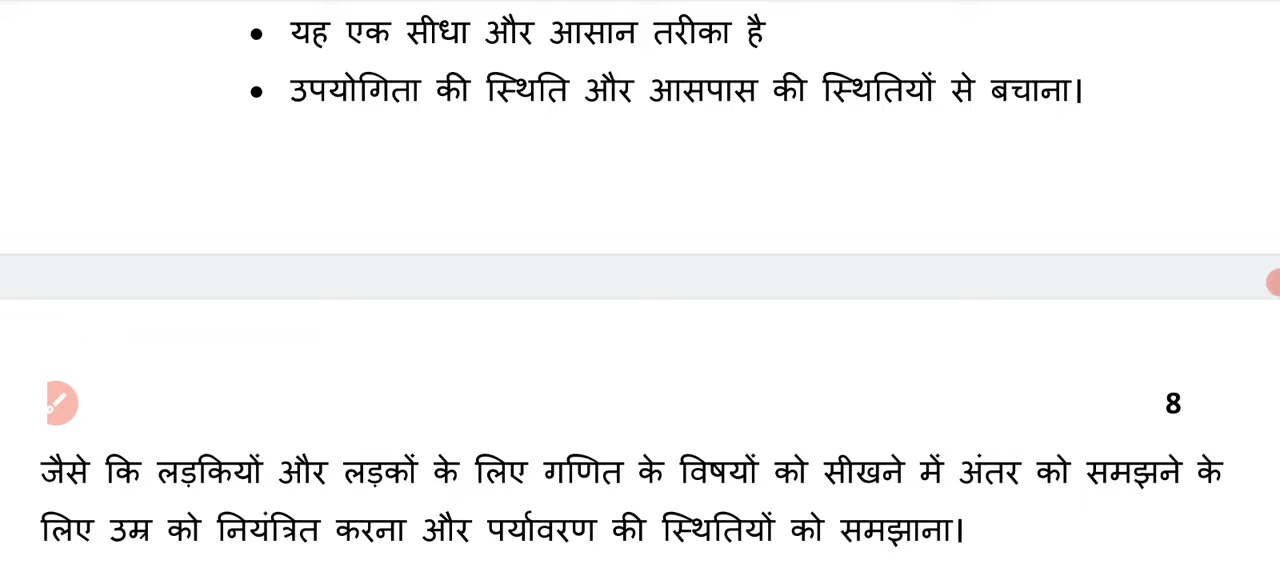 • यह एक सीधा और आसान तरीका है
• उपयोगिता की स्थिति और आसपास की स्थितियों से बचाना।
8
जैसे कि लड़कियों और लड़कों के लिए गणित के विषयों को सीखने में अंतर को समझने के
लिए उम्र को नियंत्रित करना और पर्यावरण की स्थितियों को समझाना।